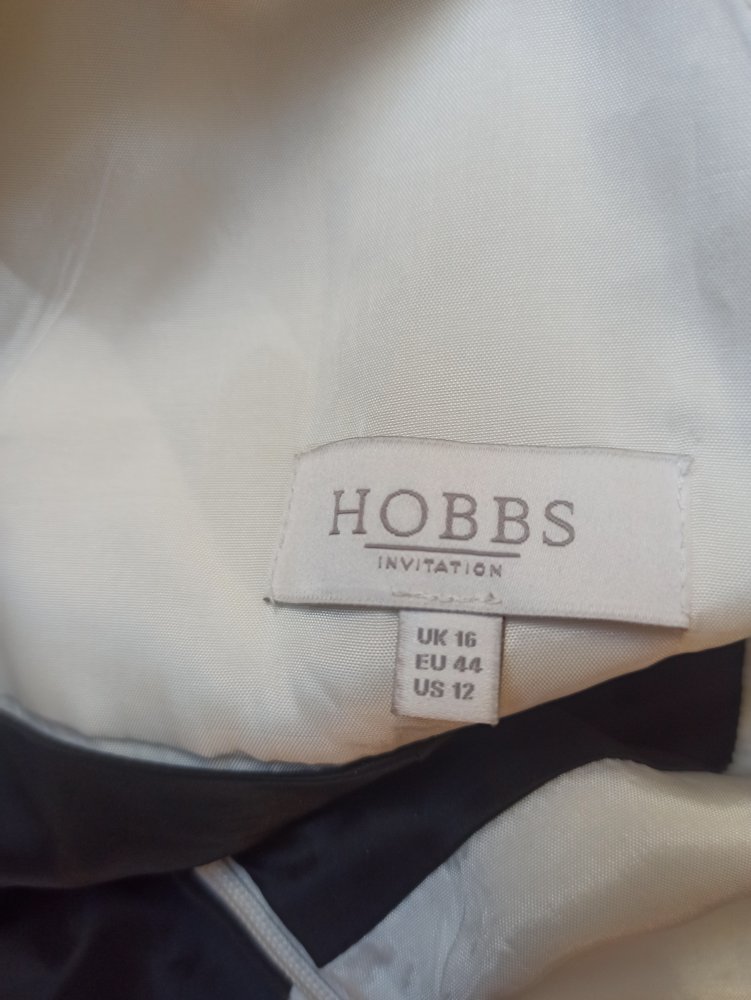 HOBBS
INVITATION
UK 16
EU 44
US 12